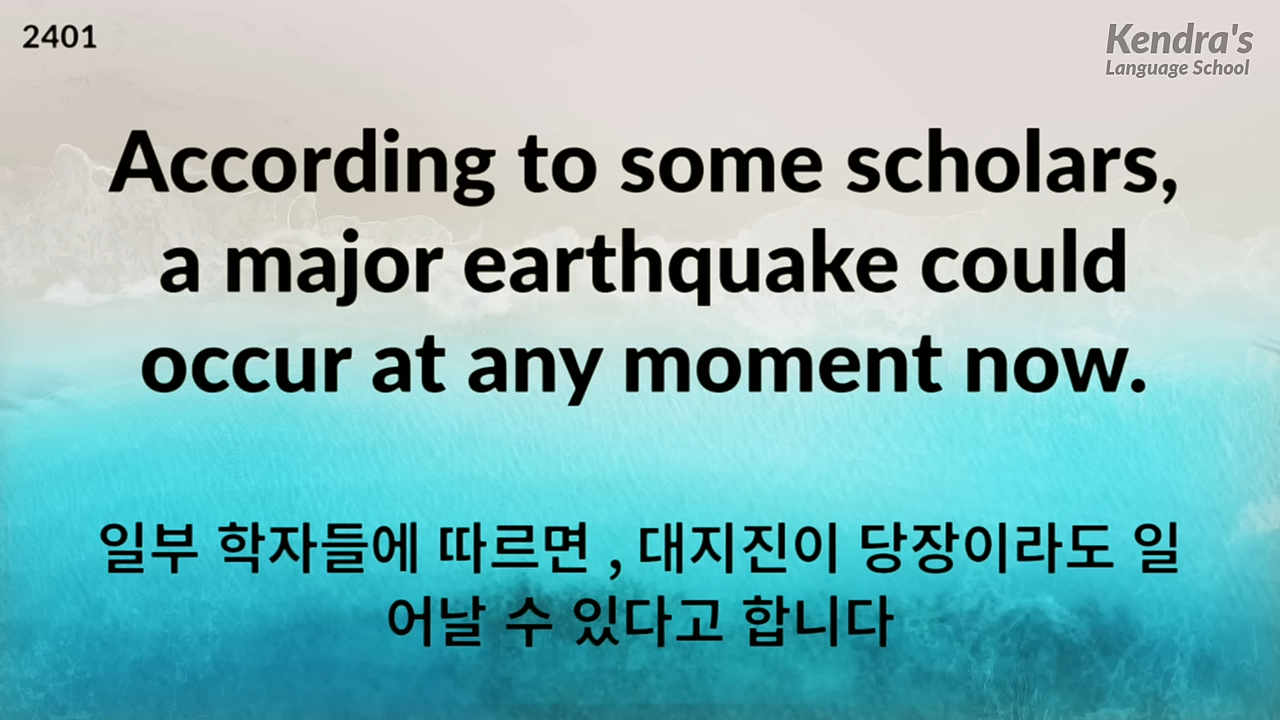 2401
Kendra's
Language School
According to some scholars,
a major earthquake could
occur at any moment now.
일부 학자들에 따르면 , 대지진이 당장이라도 일
어날 수 있다고 합니다